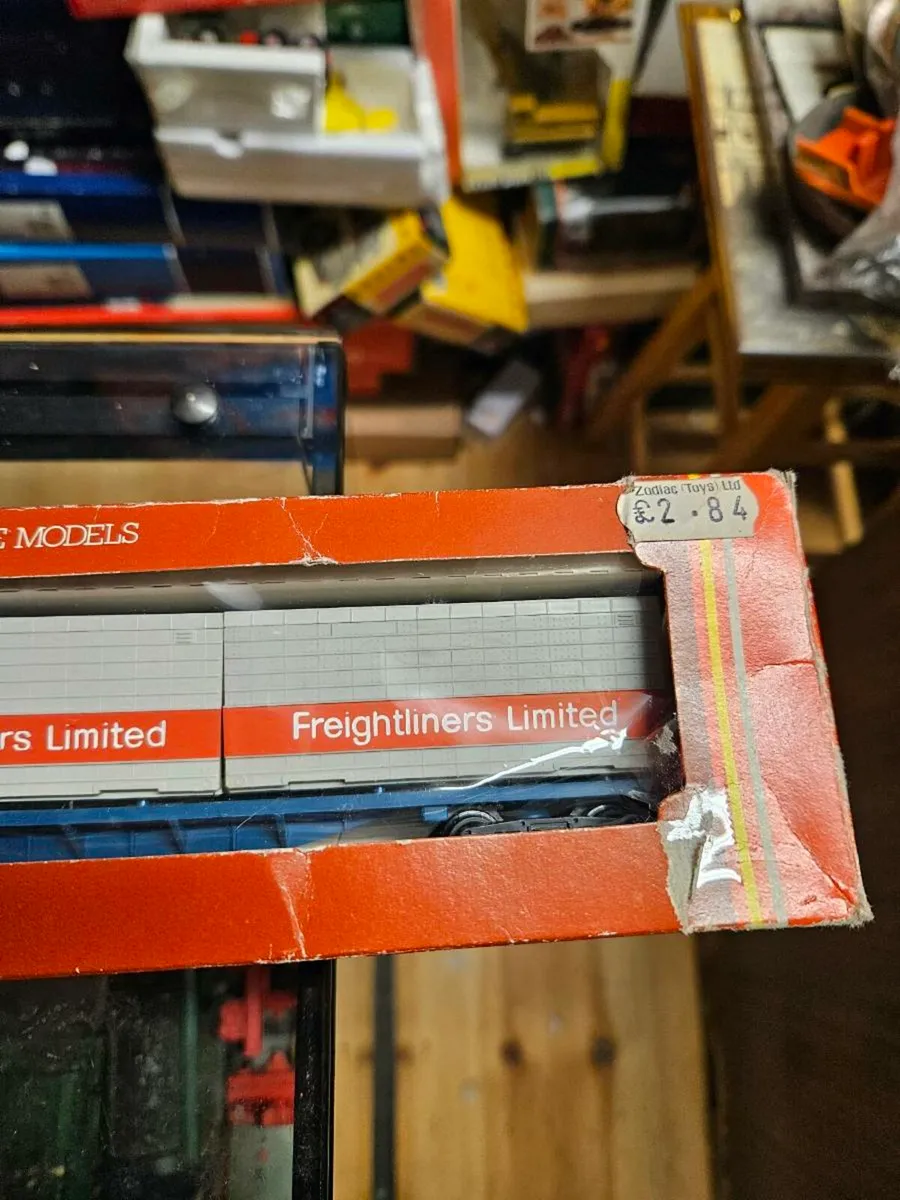 Zodiac (Toys) Ltd
£2.84
E MODELS
Freightliners Limited
rs Limited